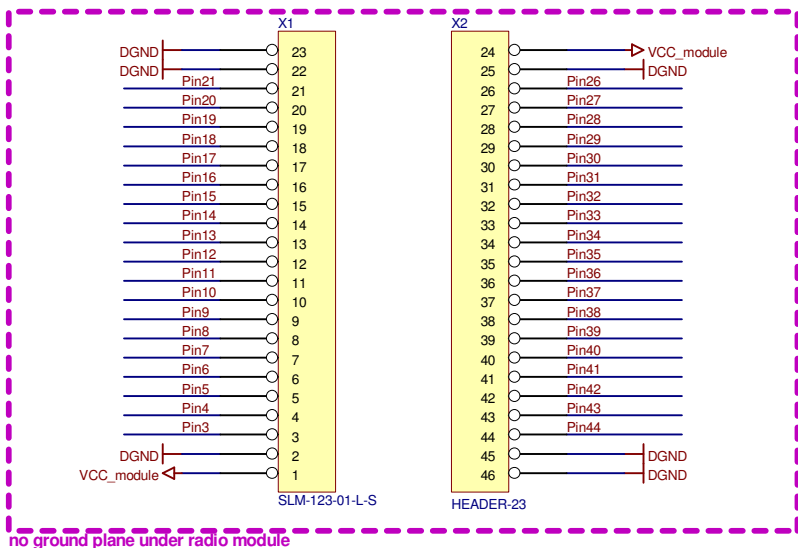 X1 X2
DGND 23 24 VCC_module
DGND 22 25 DGND
Pin21 21 26 Pin26
Pin20 20 27 Pin27
Pin19 19 28 Pin28
Pin18 18 29 Pin29
Pin17 17 30 Pin30
Pin16 16 31 Pin31
Pin15 15 32 Pin32
Pin14 14 33 Pin33
Pin13 13 34 Pin34
Pin12 12 35 Pin35
Pin11 11 36 Pin36
Pin10 10 37 Pin37
Pin9 9 38 Pin38
Pin8 8 39 Pin39
Pin7 7 40 Pin40
Pin6 6 41 Pin41
Pin5 5 42 Pin42
Pin4 4 43 Pin43
Pin3 3 44 Pin44
DGND 2 45 DGND
VCC_module 1 46 DGND
SLM-123-01-L-S HEADER-23
no ground plane under radio module